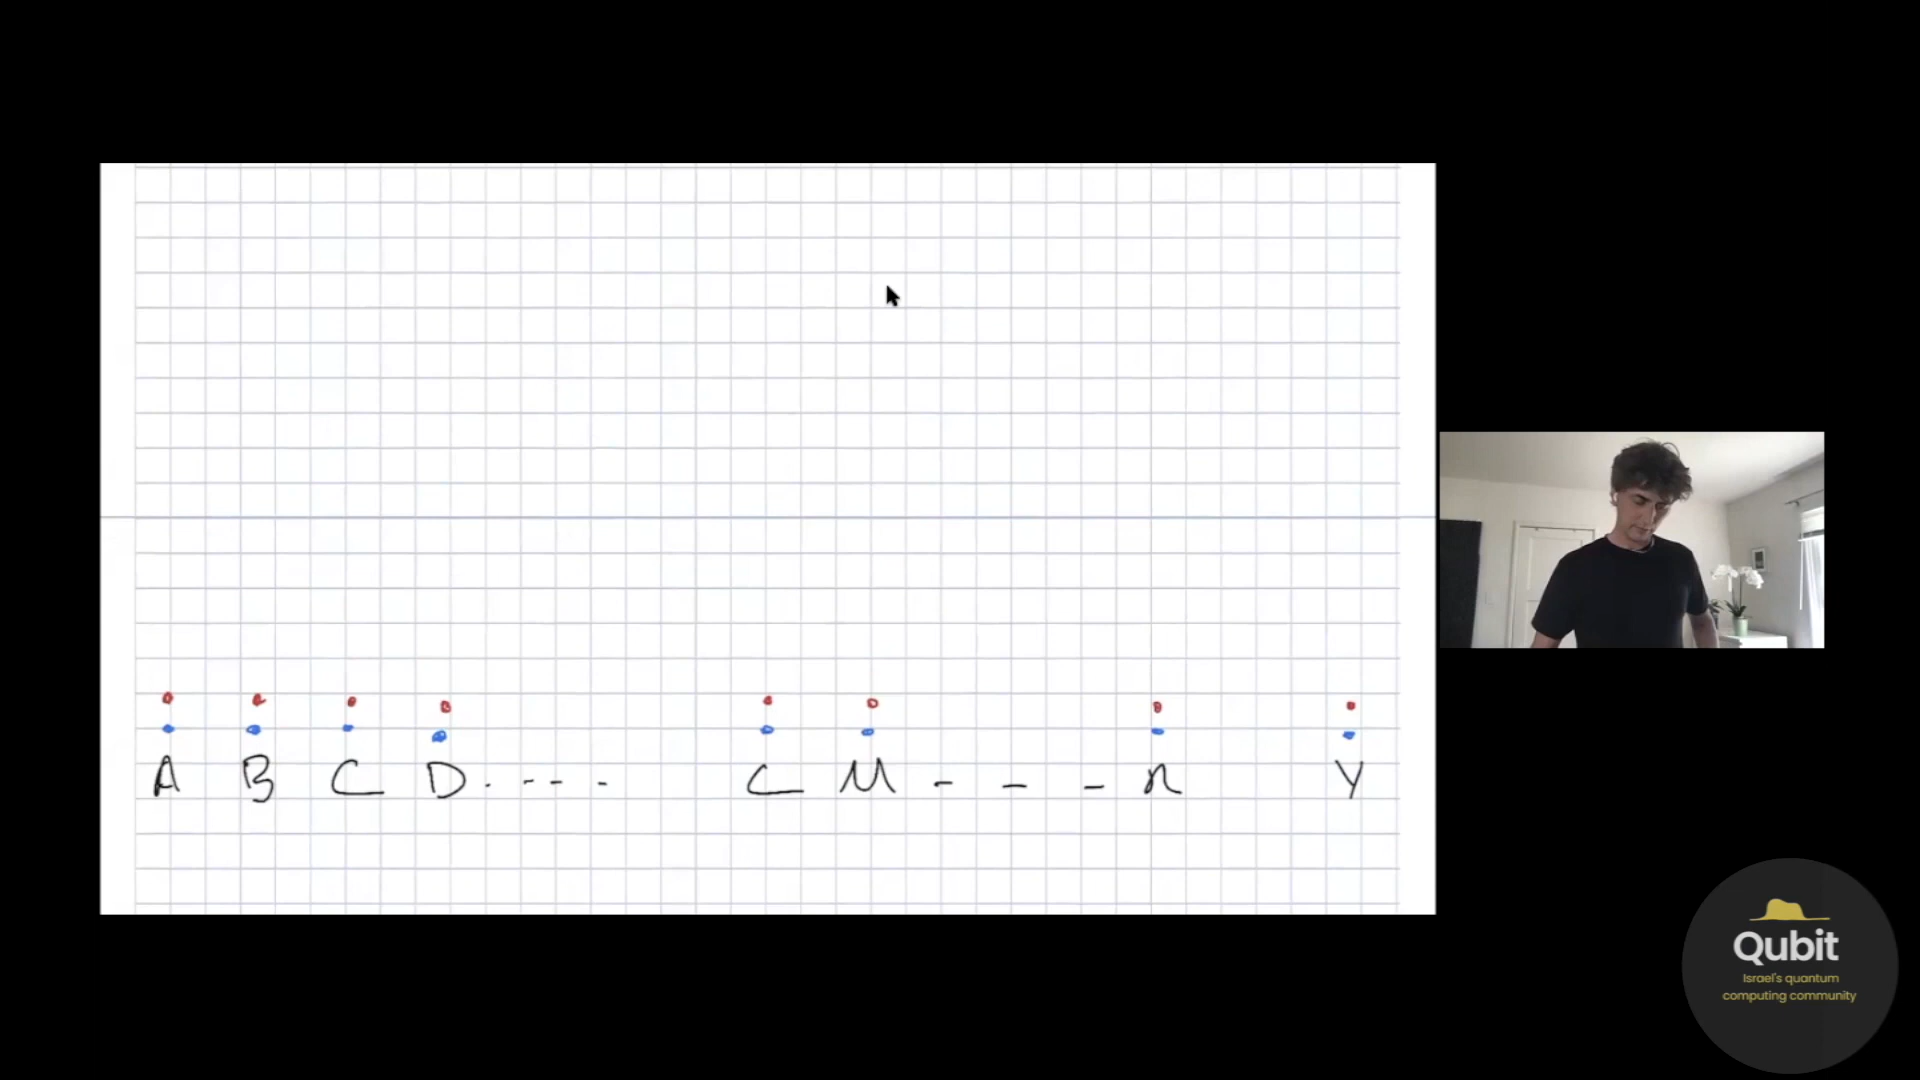 A B C D . - - - C M - - - r Y
Qubit
Israel's quantum
computing community